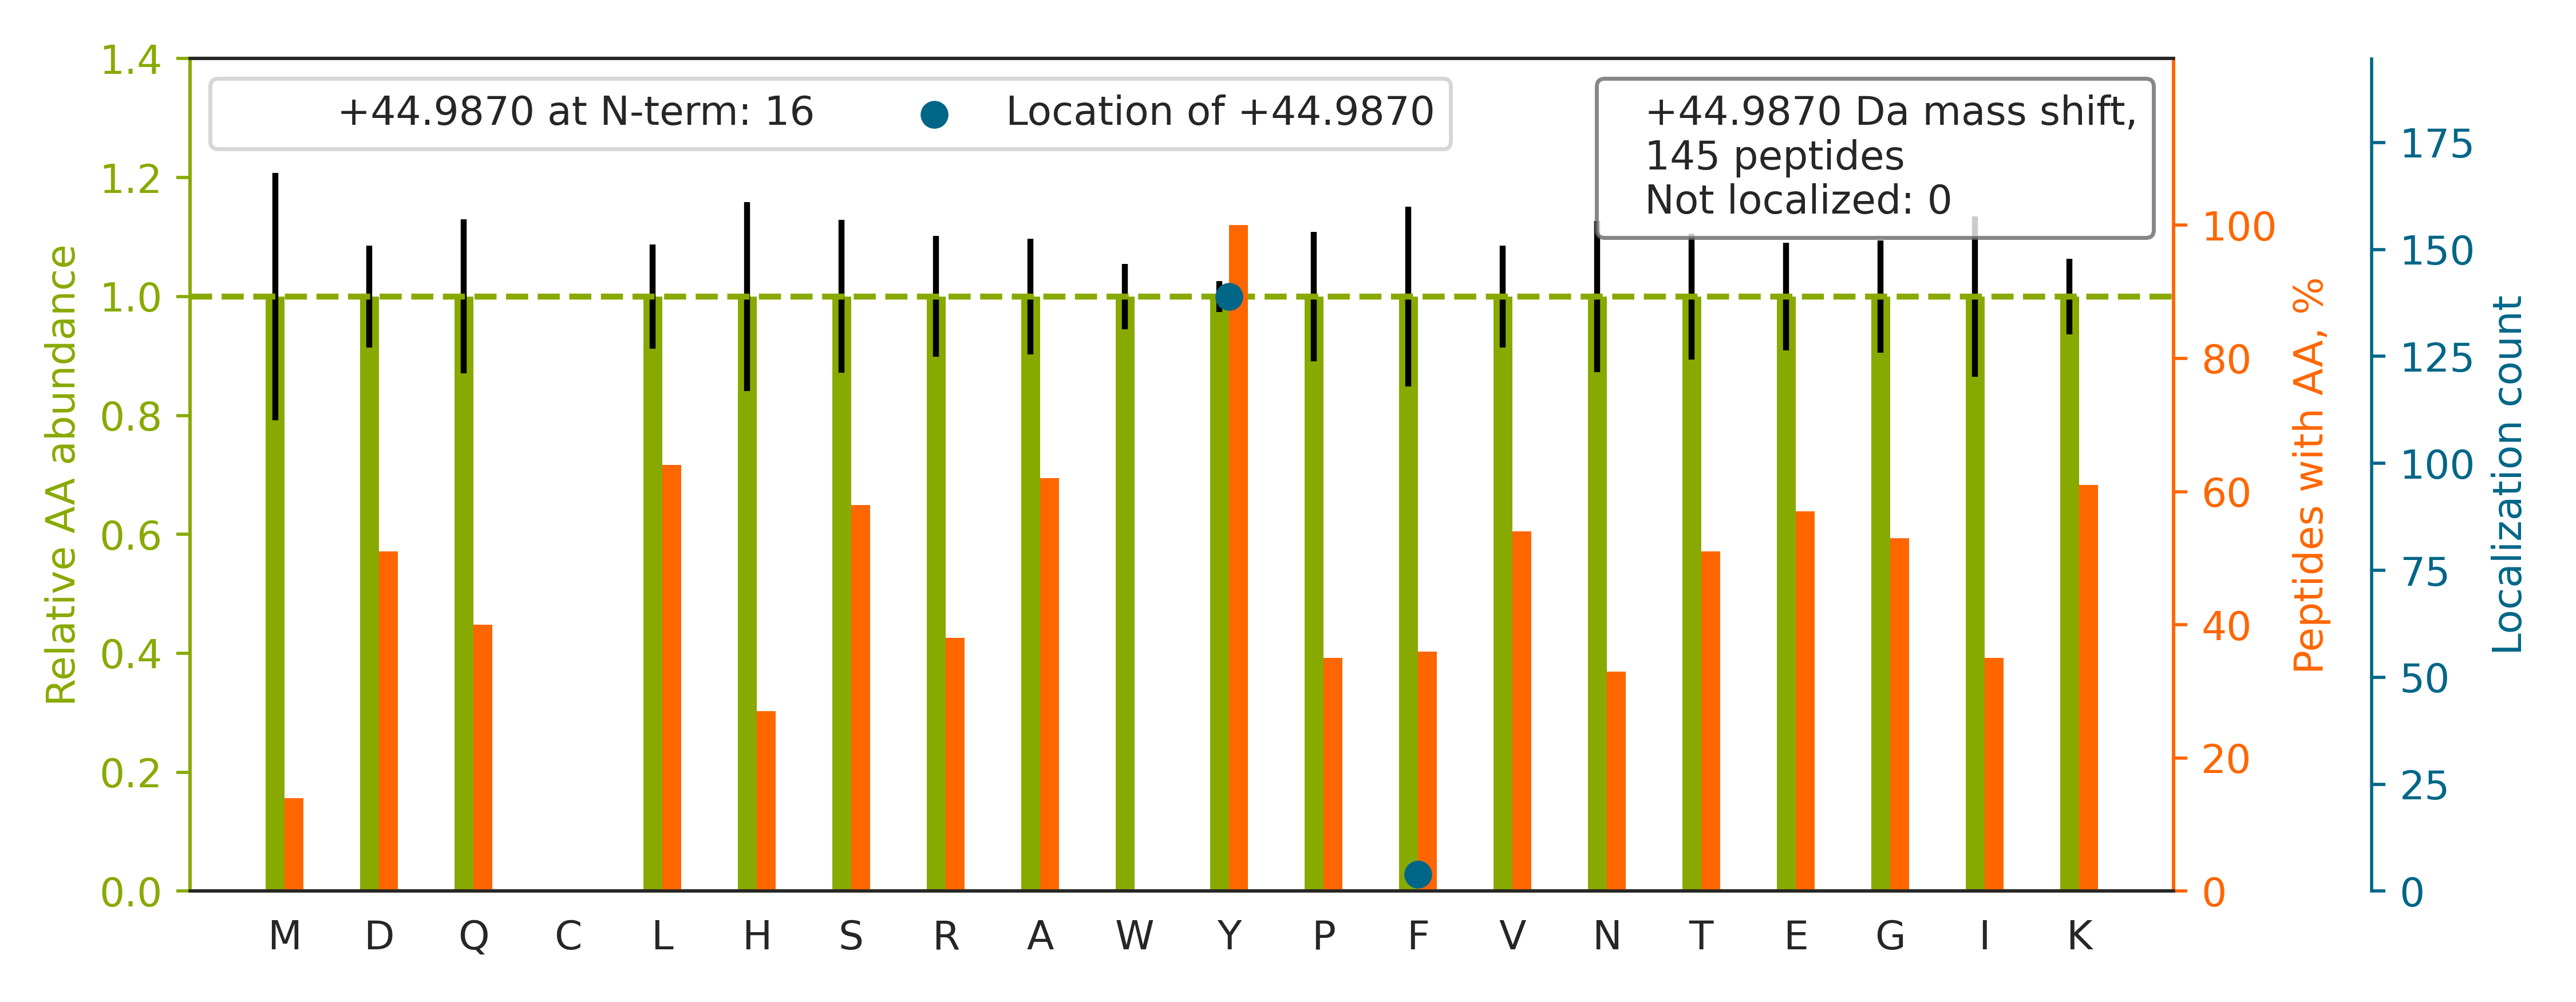 +44.9870 at N-term: 16
Location of +44.9870
+44.9870 Da mass shift,
145 peptides
Not localized: 0
Relative AA abundance
1.4
1.2
1.0
0.8
0.6
0.4
0.2
0.0
M D Q C L H S R A W Y P F V N T E G I K
100
80
60
40
20
0
Peptides with AA, %
175
150
125
100
75
50
25
0
Localization count